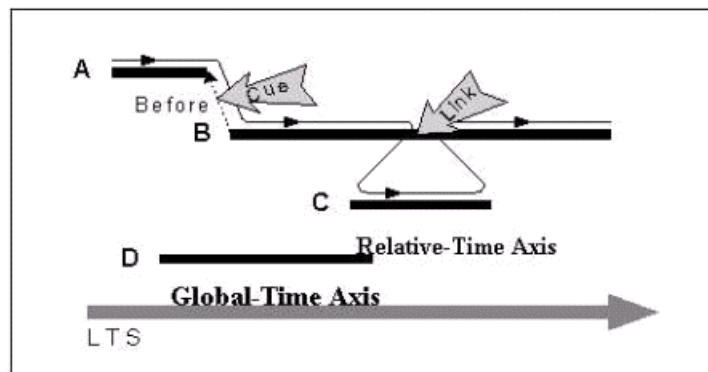 A
Cue
Before
Link
B
C
Relative-Time Axis
D
Global-Time Axis
LTS